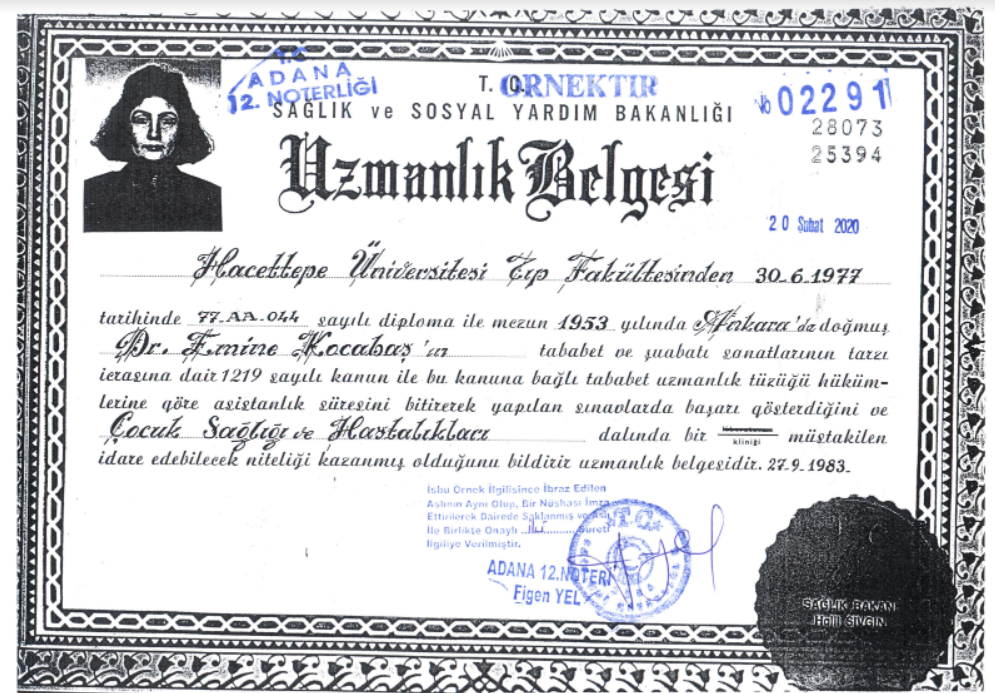 T.C
ADANA
12. NOTERLİĞİ
T. C.
ÖRNEKTİR
No 02291
SAĞLIK ve SOSYAL YARDIM BAKANLIĞI
28073
25394
Uzmanlık Belgesi
20 Şubat 2020
Hacettepe Üniversitesi Tıp Fakültesinden 30-6-1977
tarihinde 77-AA-044 sayılı diploma ile mezun 1953 yılında Ankara'da doğmuş
Dr. Emine Kocabaş'ın tababet ve şuabatı sanatlarının tarzı
icrasına dair 1219 sayılı kanun ile bu kanuna bağlı tababet uzmanlık tüzüğü hüküm-
lerine göre asistanlık süresini bitirerek yapılan sınavlarda başarı gösterdiğini ve
Çocuk Sağlığı ve Hastalıkları dalında bir kliniği müstakilen
idare edebilecek niteliği kazanmış olduğunu bildirir uzmanlık belgesidir. 27-9-1983-
İşbu Örnek İlgilisince İbraz Edilen
Aslının Aynı Olup, Bir Nüshası İmza
Ettirilerek Dairede Saklanmış ve Aslı
İle Birlikte Onaylı İki Sureti
İlgiliye Verilmiştir.
T.C.
ADANA 12.NOTERİ
Figen YEL
SAĞLIK BAKANI
Halil ŞIVGIN